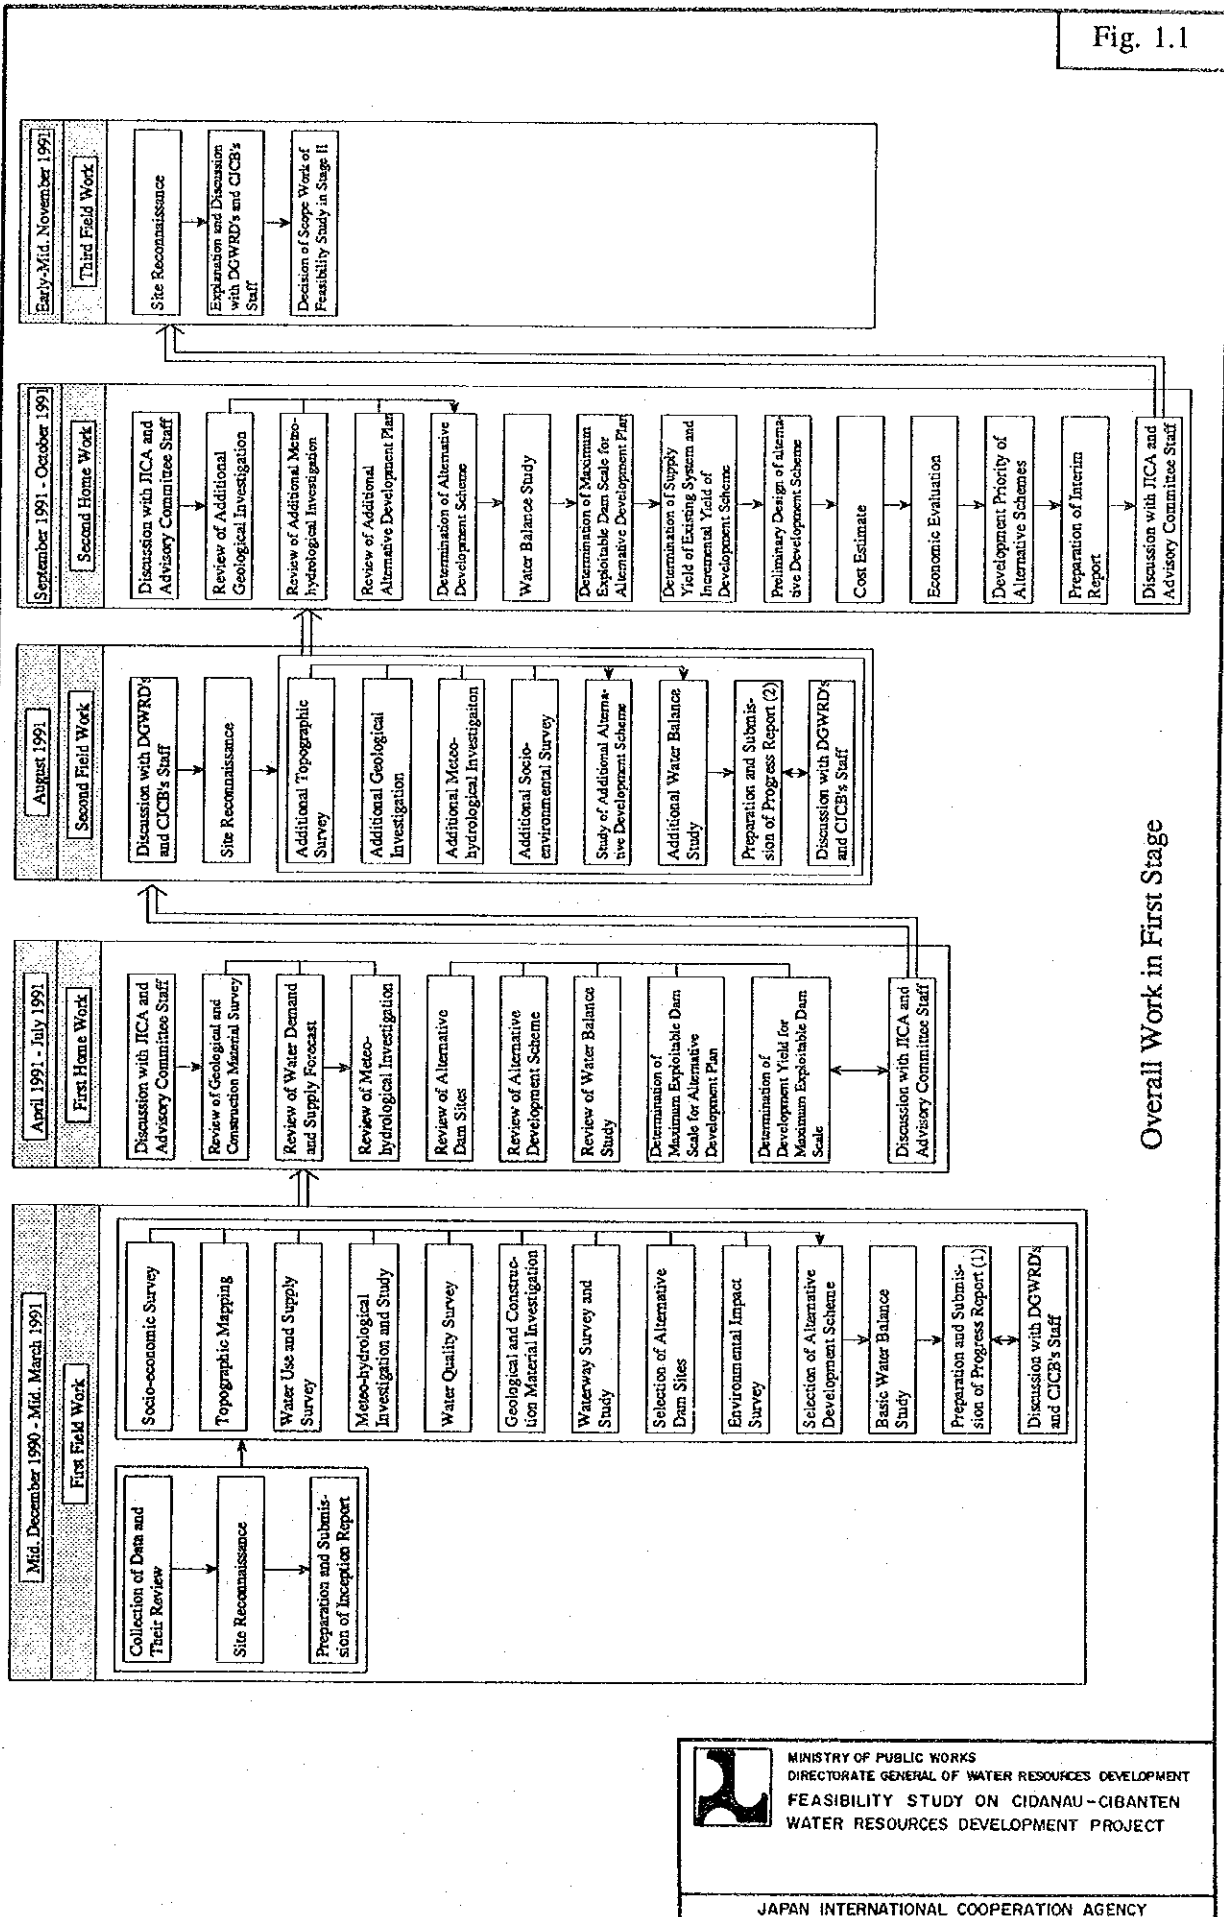 Fig. 1.1
Mid. December 1990 - Mid. March 1991
First Field Work
Collection of Data and
Their Review
Site Reconnaissance
Preparation and Submis-
sion of Inception Report
Socio-economic Survey
Topographic Mapping
Water Use and Supply
Survey
Meteo-hydrological
Investigation and Study
Water Quality Survey
Geological and Construc-
tion Material Investigation
Waterway Survey and
Study
Selection of Alternative
Dam Sites
Environmental Impact
Survey
Selection of Alternative
Development Scheme
Basic Water Balance
Study
Preparation and Submis-
sion of Progress Report (1)
Discussion with DGWRD's
and CJCB's Staff
April 1991 - July 1991
First Home Work
Discussion with JICA and
Advisory Committee Staff
Review of Geological and
Construction Material Survey
Review of Water Demand
and Supply Forecast
Review of Meteo-
hydrological Investigation
Review of Alternative
Dam Sites
Review of Alternative
Development Scheme
Review of Water Balance
Study
Determination of
Maximum Exploitable Dam
Scale for Alternative
Development Plan
Determination of
Development Yield for
Maximum Exploitable Dam
Scale
Discussion with JICA and
Advisory Committee Staff
August 1991
Second Field Work
Discussion with DGWRD's
and CJCB's Staff
Site Reconnaissance
Additional Topographic
Survey
Additional Geological
Investigation
Additional Meteo-
hydrological Investigaiton
Additional Socio-
environmental Survey
Study of Additional Alterna-
tive Development Scheme
Additional Water Balance
Study
Preparation and Submis-
sion of Progress Report (2)
Discussion with DGWRD's
and CJCB's Staff
September 1991 - October 1991
Second Home Work
Discussion with JICA and
Advisory Committee Staff
Review of Additional
Geological Investigation
Review of Additional Meteo-
hydrological Investigation
Review of Additional
Alternative Development Plan
Determination of Alternative
Development Scheme
Water Balance Study
Determination of Maximum
Exploitable Dam Scale for
Alternative Development Plan
Determination of Supply
Yield of Existing System and
Incremental Yield of
Development Scheme
Preliminary Design of alterna-
tive Development Scheme
Cost Estimate
Economic Evaluation
Development Priority of
Alternative Schemes
Preparation of Interim
Report
Discussion with JICA and
Advisory Committee Staff
Early-Mid. November 1991
Third Field Work
Site Reconnaissance
Explanation and Discussion
with DGWRD's and CJCB's
Staff
Decision of Scope Work of
Feasibility Study in Stage II
Overall Work in First Stage
MINISTRY OF PUBLIC WORKS
DIRECTORATE GENERAL OF WATER RESOURCES DEVELOPMENT
FEASIBILITY STUDY ON CIDANAU-CIBANTEN
WATER RESOURCES DEVELOPMENT PROJECT
JAPAN INTERNATIONAL COOPERATION AGENCY